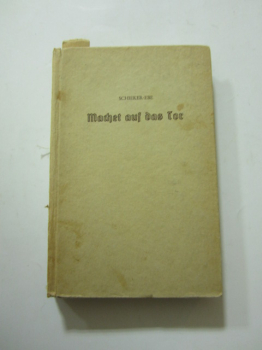 Machet auf das Tor